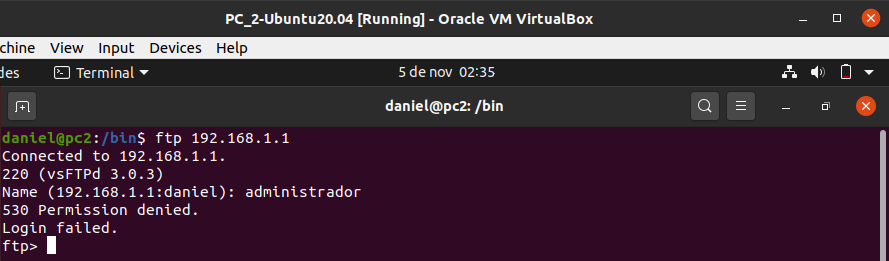 PC_2-Ubuntu20.04 [Running] - Oracle VM VirtualBox
chine View Input Devices Help
des Terminal 5 de nov 02:35
daniel@pc2: /bin
daniel@pc2:/bin$ ftp 192.168.1.1
Connected to 192.168.1.1.
220 (vsFTPd 3.0.3)
Name (192.168.1.1:daniel): administrador
530 Permission denied.
Login failed.
ftp>